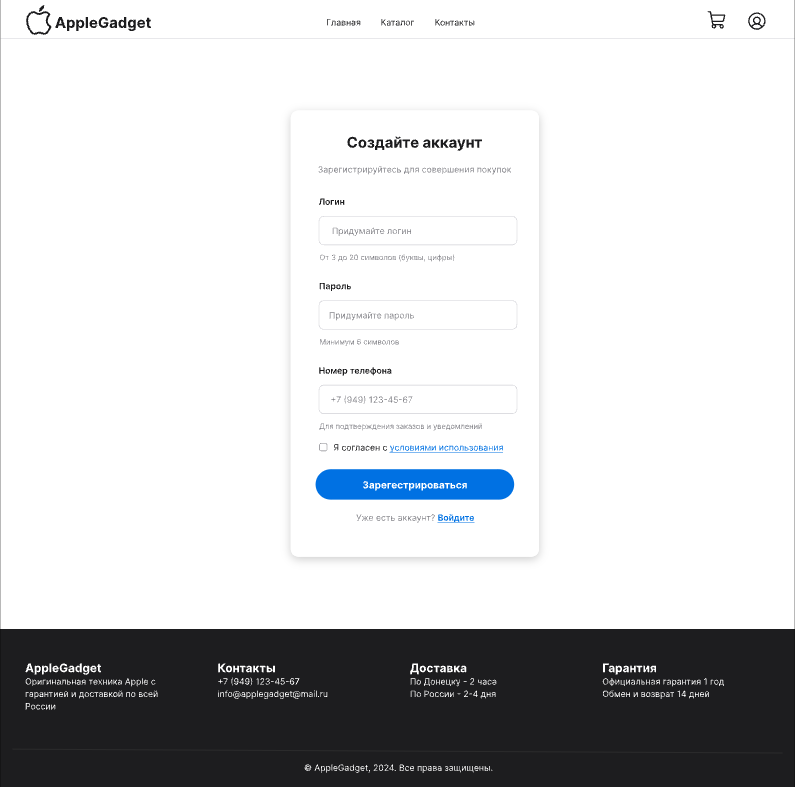 AppleGadget
Главная Каталог Контакты
Создайте аккаунт
Зарегистрируйтесь для совершения покупок
Логин
Придумайте логин
От 3 до 20 символов (буквы, цифры)
Пароль
Придумайте пароль
Минимум 6 символов
Номер телефона
+7 (949) 123-45-67
Для подтверждения заказов и уведомлений
Я согласен с условиями использования
Зарегестрироваться
Уже есть аккаунт? Войдите
AppleGadget
Оригинальная техника Apple с
гарантией и доставкой по всей
России
Контакты
+7 (949) 123-45-67
info@applegadget@mail.ru
Доставка
По Донецку - 2 часа
По России - 2-4 дня
Гарантия
Официальная гарантия 1 год
Обмен и возврат 14 дней
© AppleGadget, 2024. Все права защищены.